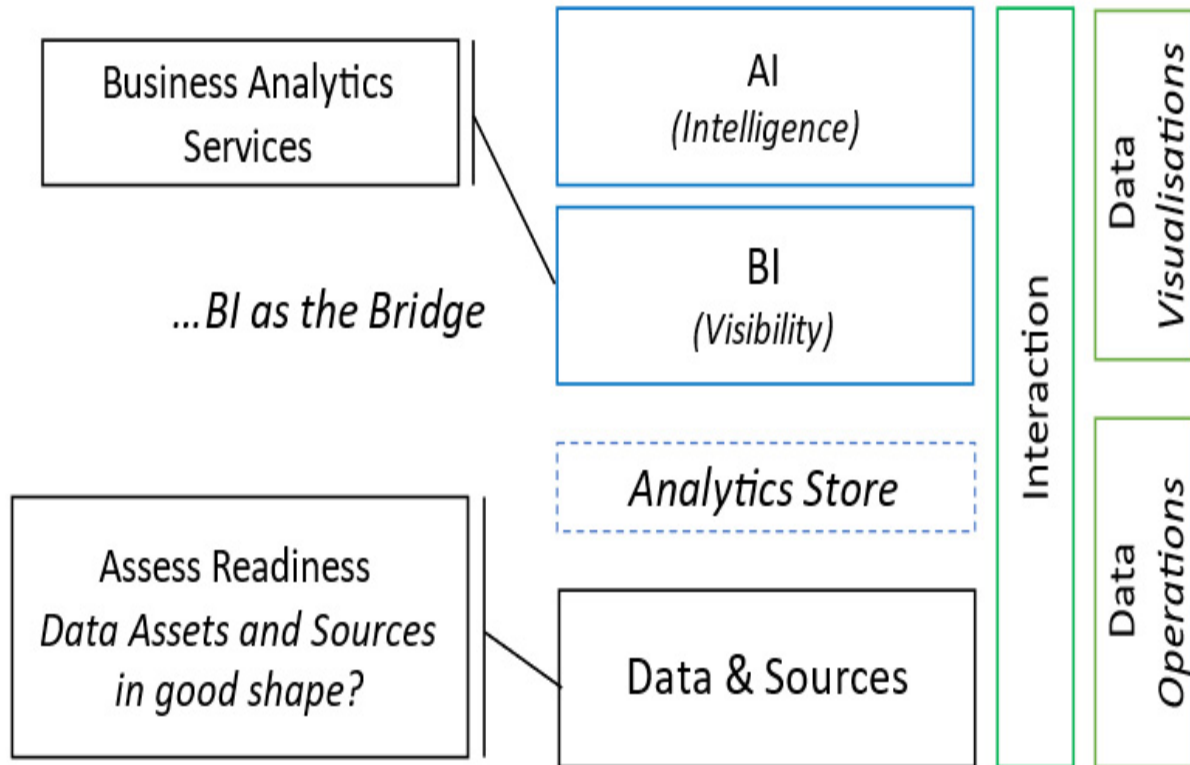 Business Analytics
Services
...BI as the Bridge
Assess Readiness
Data Assets and Sources
in good shape?
AI
(Intelligence)
BI
(Visibility)
Analytics Store
Data & Sources
Interaction
Data
Visualisations
Data
Operations